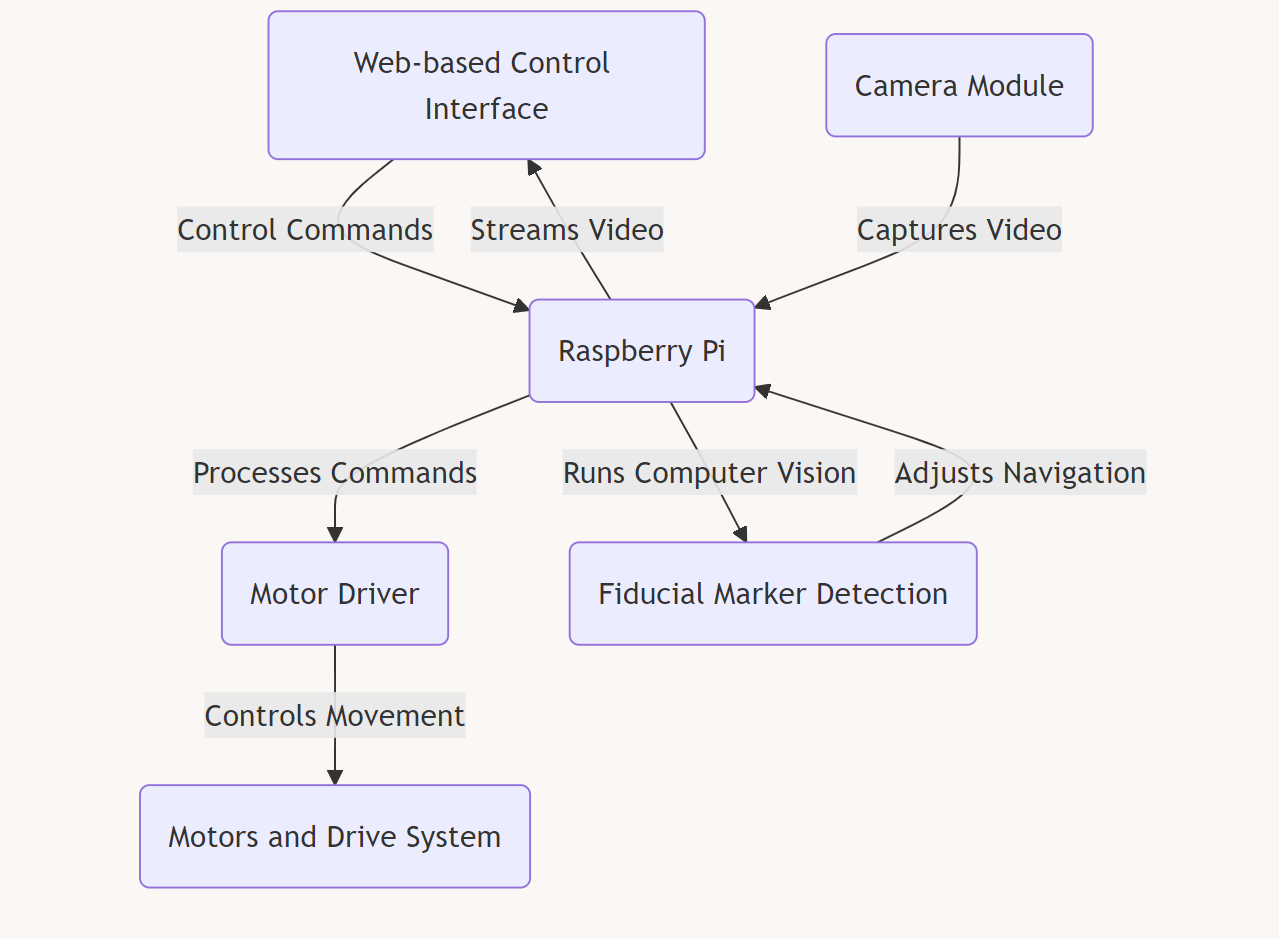 Web-based Control
Interface
Camera Module
Control Commands
Streams Video
Captures Video
Raspberry Pi
Processes Commands
Runs Computer Vision
Adjusts Navigation
Motor Driver
Fiducial Marker Detection
Controls Movement
Motors and Drive System